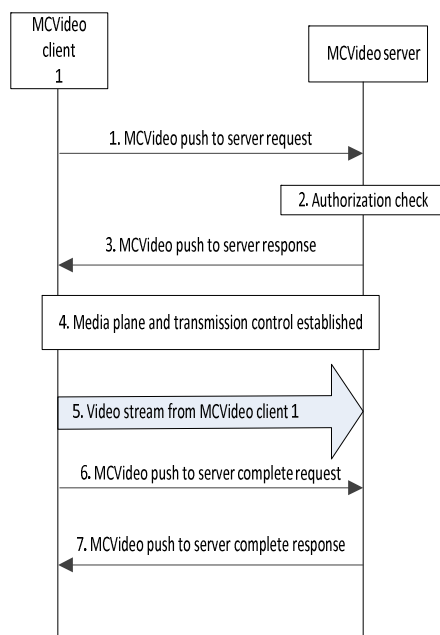 MCVideo
client
1
MCVideo server
1. MCVideo push to server request
2. Authorization check
3. MCVideo push to server response
4. Media plane and transmission control established
5. Video stream from MCVideo client 1
6. MCVideo push to server complete request
7. MCVideo push to server complete response